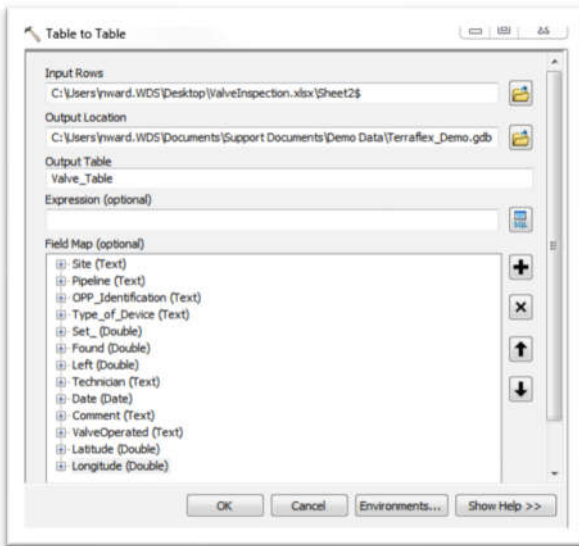 Table to Table
Input Rows
C:\Users\nward.WDS\Desktop\ValveInspection.xlsx\Sheet2$
Output Location
C:\Users\nward.WDS\Documents\Support Documents\Demo Data\Terraflex_Demo.gdb
Output Table
Valve_Table
Expression (optional)
SQL
Field Map (optional)
Site (Text)
Pipeline (Text)
OPP_Identification (Text)
Type_of_Device (Text)
Set_ (Double)
Found (Double)
Left (Double)
Technician (Text)
Date (Date)
Comment (Text)
ValveOperated (Text)
Latitude (Double)
Longitude (Double)
OK Cancel Environments... Show Help >>